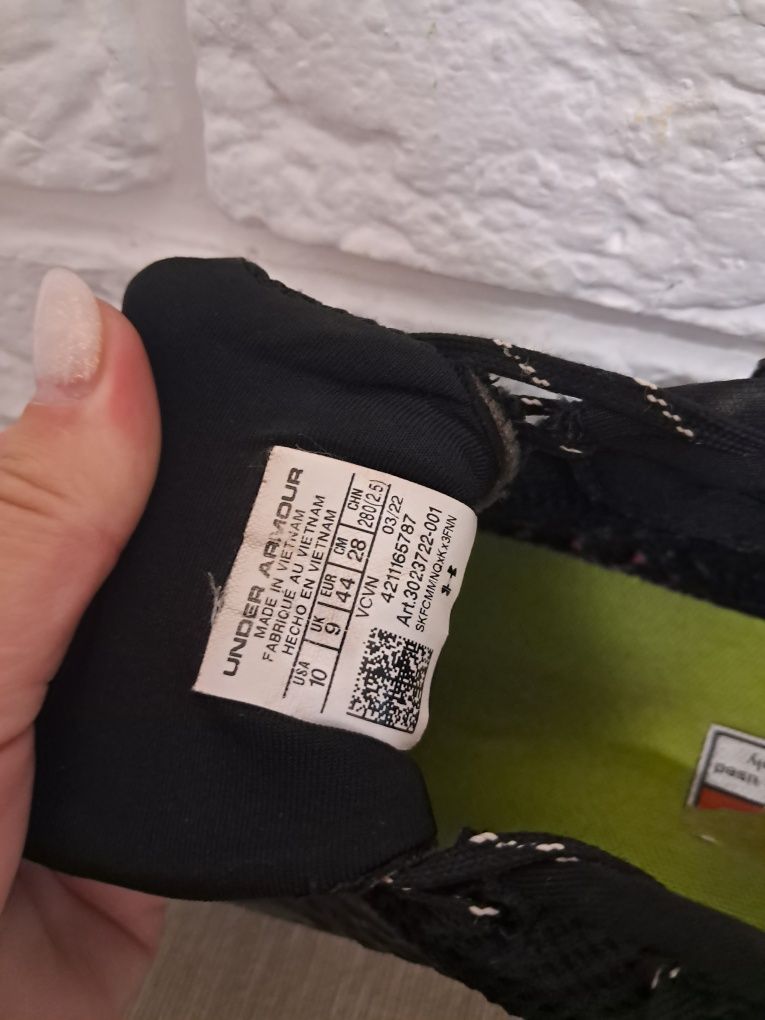 UNDER ARMOUR
MADE IN VIETNAM
FABRIQUÉ AU VIETNAM
HECHO EN VIETNAM
USA UK EUR CM CHN
10 9 44 28 280(2.5)
VCVN 03/22
4211165787
Art.3023722-001
SKFCMMNQxKx3FNN
used